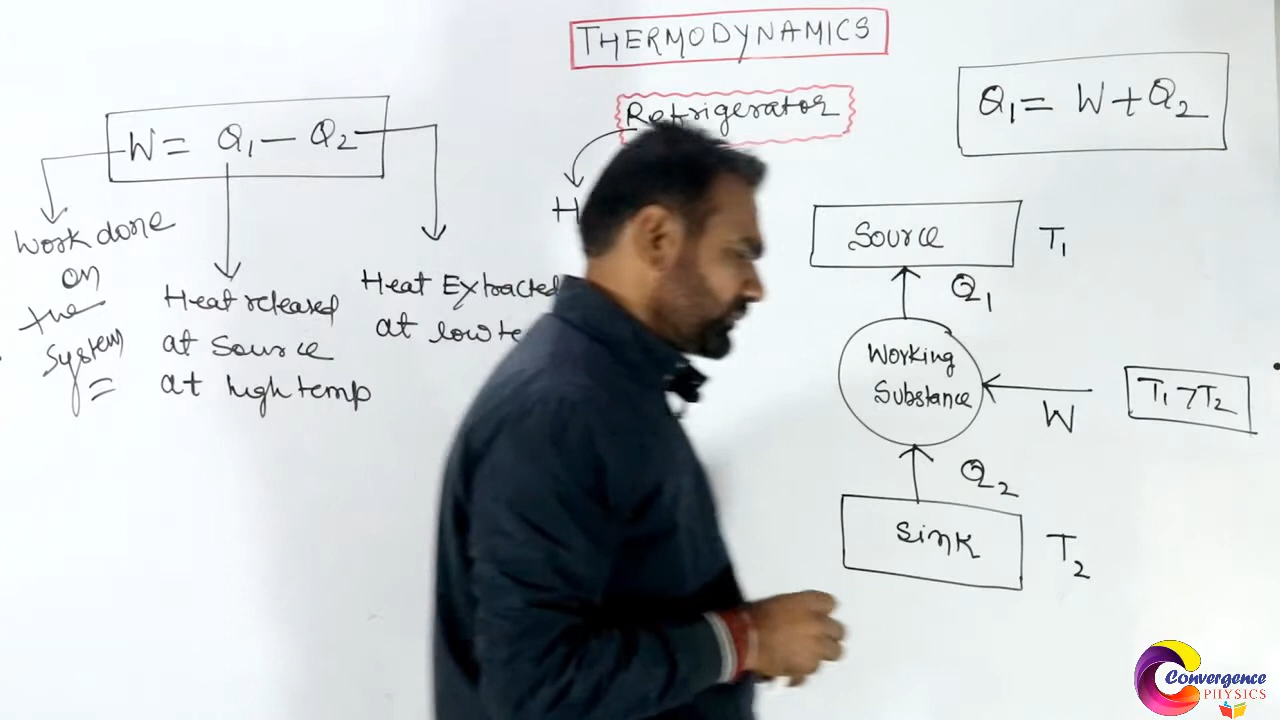 THERMODYNAMICS
Refrigerator
Q1 = W + Q2
W = Q1 - Q2
Work done
on
the
System
Heat released
at Source
at high temp
Heat Extracted
at low te
H
Source T1
Q1
Working
Substance
W
T1 > T2
Q2
Sink T2
Convergence
PHYSICS